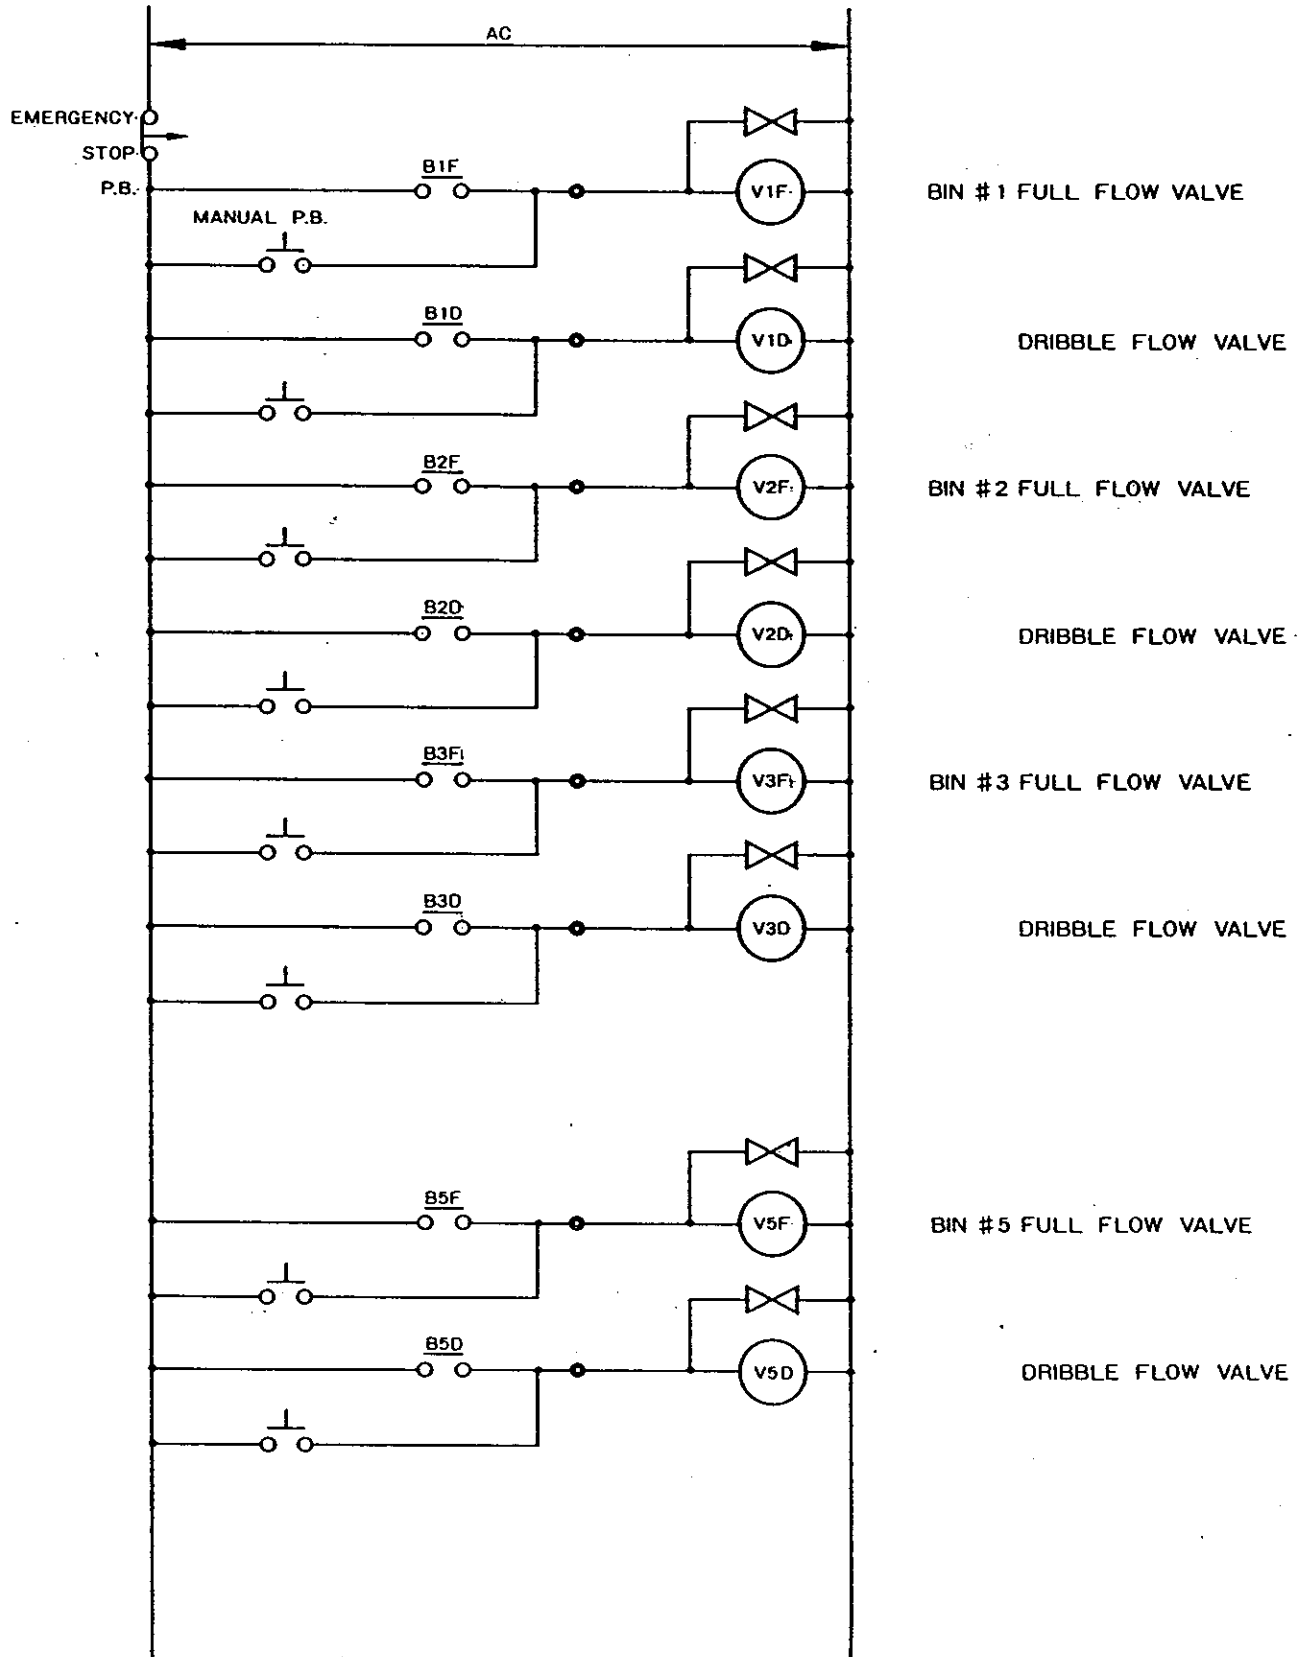 AC
EMERGENCY
STOP
P.B.
B1F
V1F
BIN #1 FULL FLOW VALVE
MANUAL P.B.
B1D
V1D
DRIBBLE FLOW VALVE
B2F
V2F
BIN #2 FULL FLOW VALVE
B2D
V2D
DRIBBLE FLOW VALVE
B3F
V3F
BIN #3 FULL FLOW VALVE
B3D
V3D
DRIBBLE FLOW VALVE
B5F
V5F
BIN #5 FULL FLOW VALVE
B5D
V5D
DRIBBLE FLOW VALVE